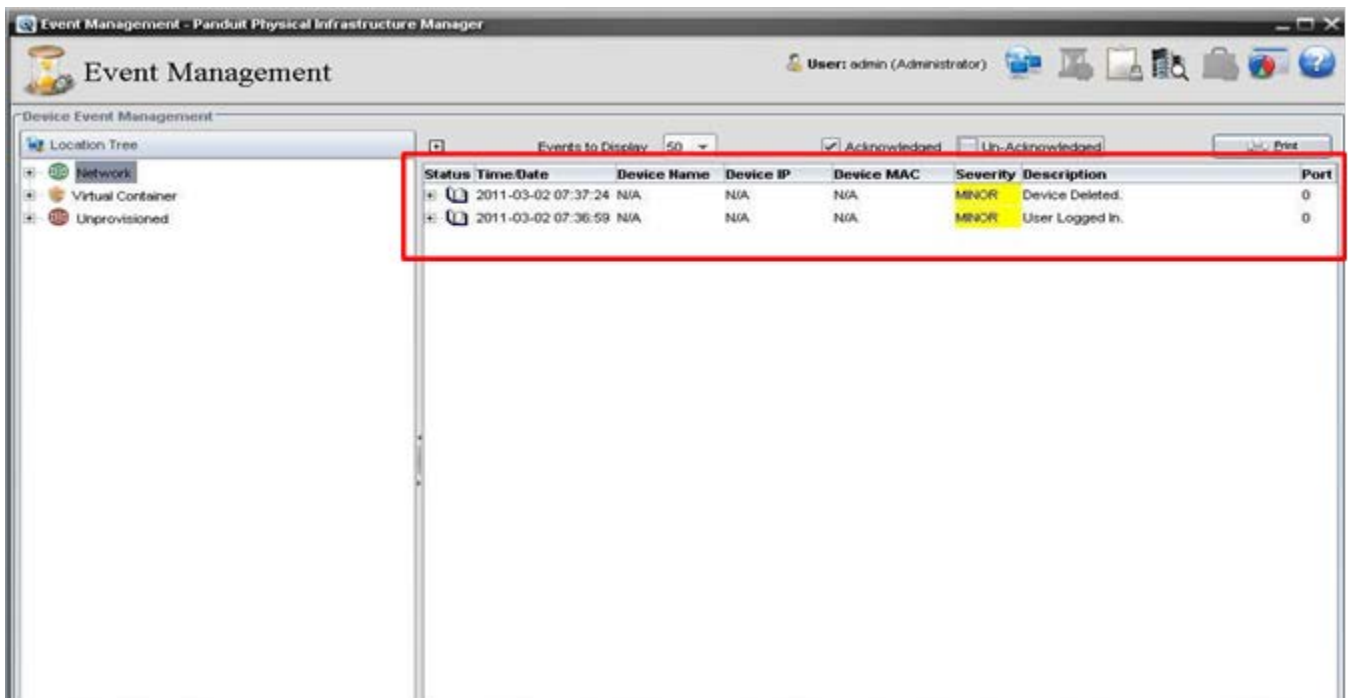 Event Management - Panduit Physical Infrastructure Manager
Event Management
User: admin (Administrator)
Device Event Management
Location Tree
Events to Display 50
Acknowledged
Un-Acknowledged
Print
Network
Virtual Container
Unprovisioned
Status Time/Date Device Name Device IP Device MAC Severity Description Port
2011-03-02 07:37:24 N/A N/A N/A MINOR Device Deleted. 0
2011-03-02 07:36:59 N/A N/A N/A MINOR User Logged In. 0